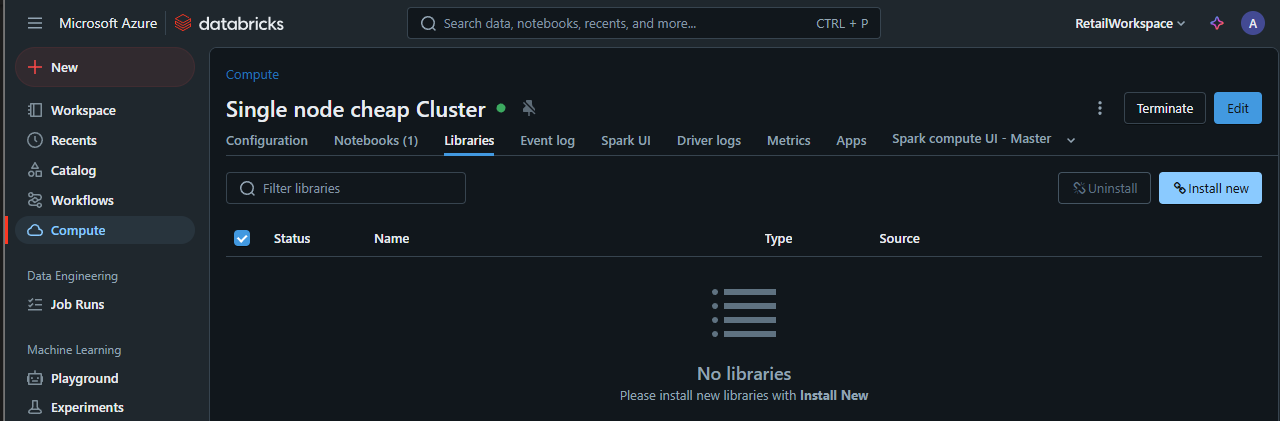 Microsoft Azure databricks Search data, notebooks, recents, and more... CTRL + P RetailWorkspace A
New
Workspace
Recents
Catalog
Workflows
Compute
Data Engineering
Job Runs
Machine Learning
Playground
Experiments
Compute
Single node cheap Cluster Terminate Edit
Configuration Notebooks (1) Libraries Event log Spark UI Driver logs Metrics Apps Spark compute UI - Master
Filter libraries Uninstall Install new
Status Name Type Source
No libraries
Please install new libraries with Install New